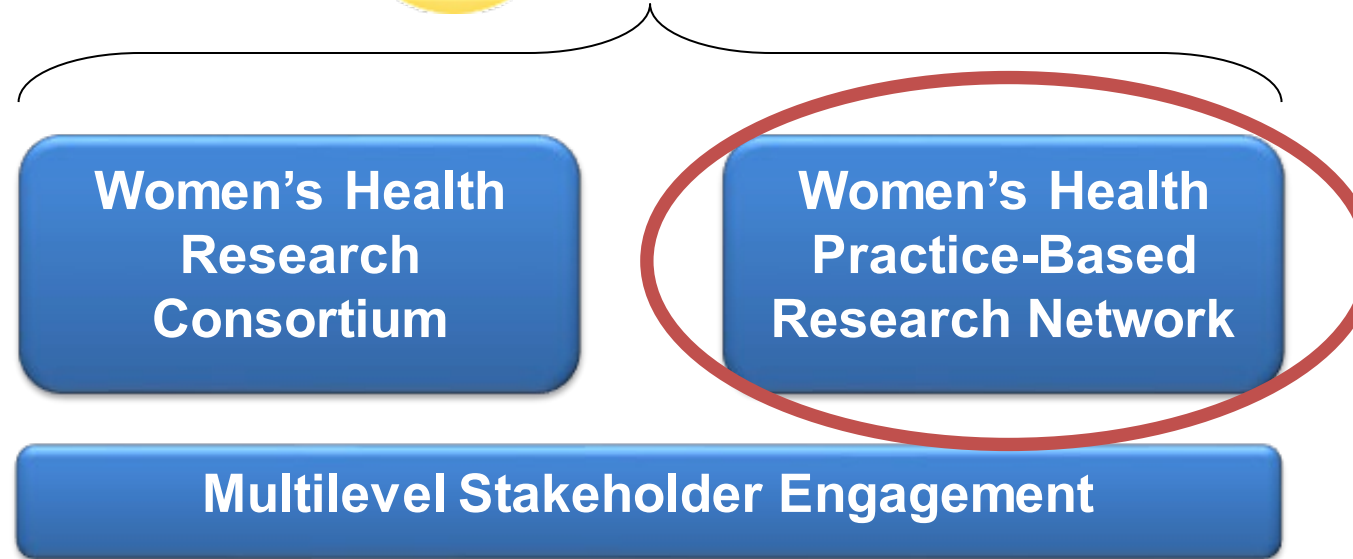 Women’s Health
Research
Consortium
Women’s Health
Practice-Based
Research Network
Multilevel Stakeholder Engagement